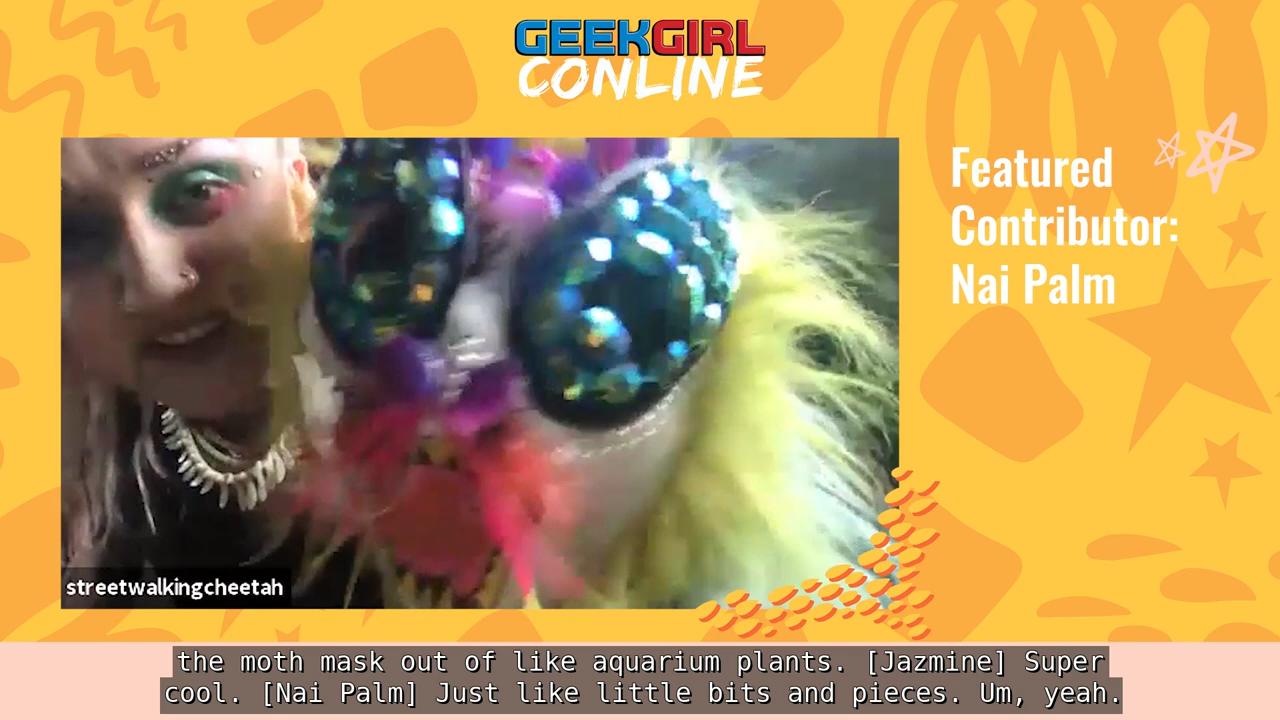 GEEKGIRL
CONLINE
Featured
Contributor:
Nai Palm
streetwalkingcheetah
the moth mask out of like aquarium plants. [Jazmine] Super
cool. [Nai Palm] Just like little bits and pieces. Um, yeah.